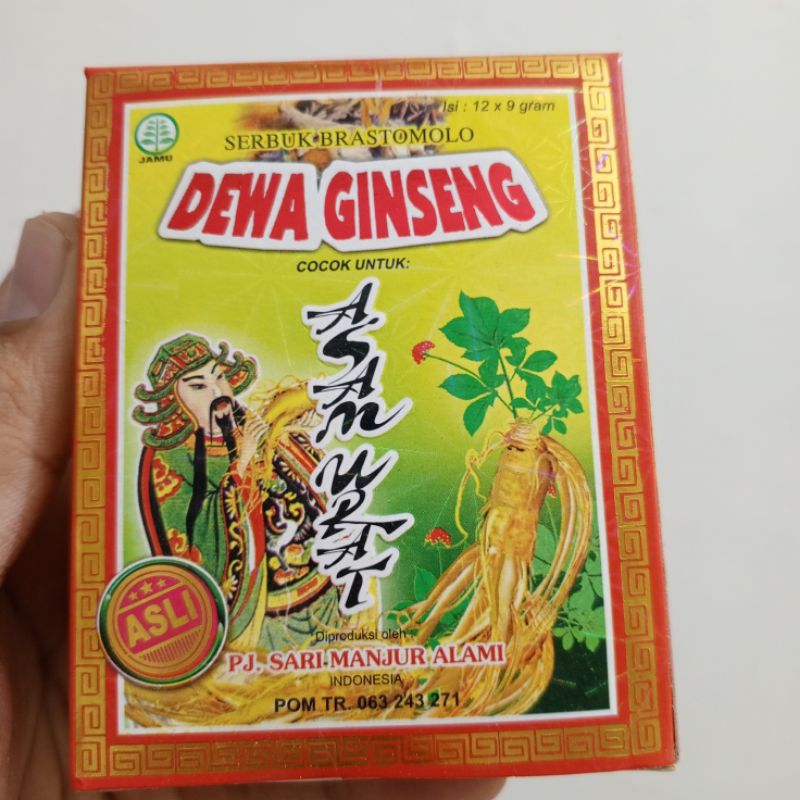 Isi : 12 x 9 gram
JAMU
SERBUK BRASTOMOLO
DEWA GINSENG
COCOK UNTUK:
ASAM URAT
ASLI
Diproduksi oleh :
PJ. SARI MANJUR ALAMI
INDONESIA
POM TR. 063 243 271